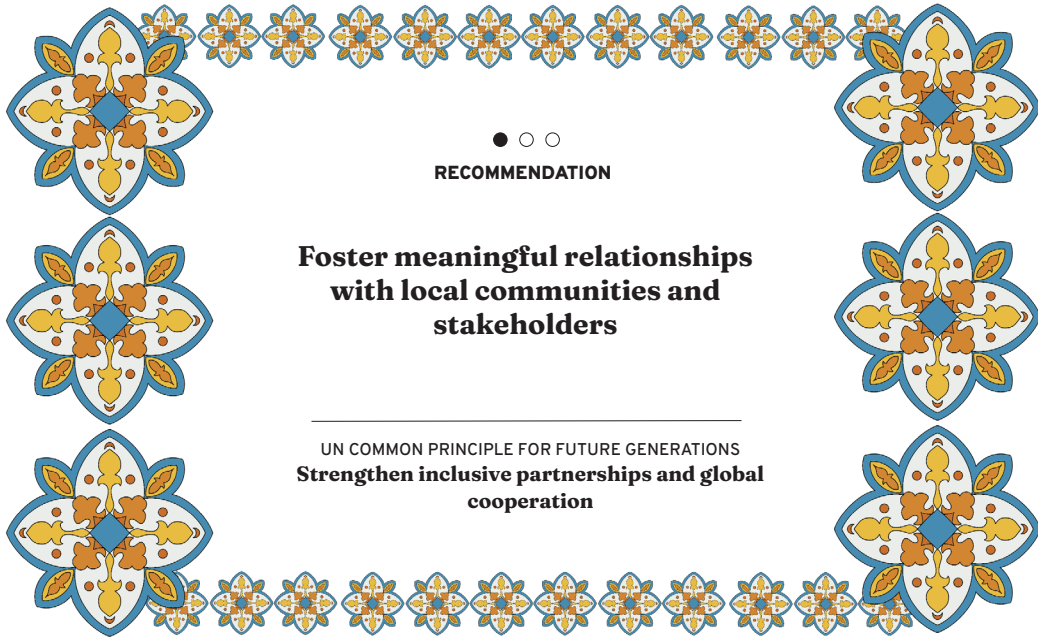 RECOMMENDATION
Foster meaningful relationships
with local communities and
stakeholders
UN COMMON PRINCIPLE FOR FUTURE GENERATIONS
Strengthen inclusive partnerships and global
cooperation